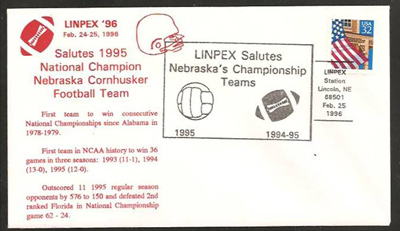 LINPEX '96
Feb. 24-25, 1996
Salutes 1995
National Champion
Nebraska Cornhusker
Football Team
First team to win consecutive
National Championships since Alabama in
1978-1979.
First team in NCAA history to win 36
games in three seasons: 1993 (11-1), 1994
(13-0), 1995 (12-0).
Outscored 11 1995 regular season
opponents by 576 to 150 and defeated 2nd
ranked Florida in National Championship
game 62 - 24.
LINPEX Salutes
Nebraska's Championship
Teams
1995
1994-95
USA
32
LINPEX
Station
Lincoln, NE
68501
Feb. 25
1996